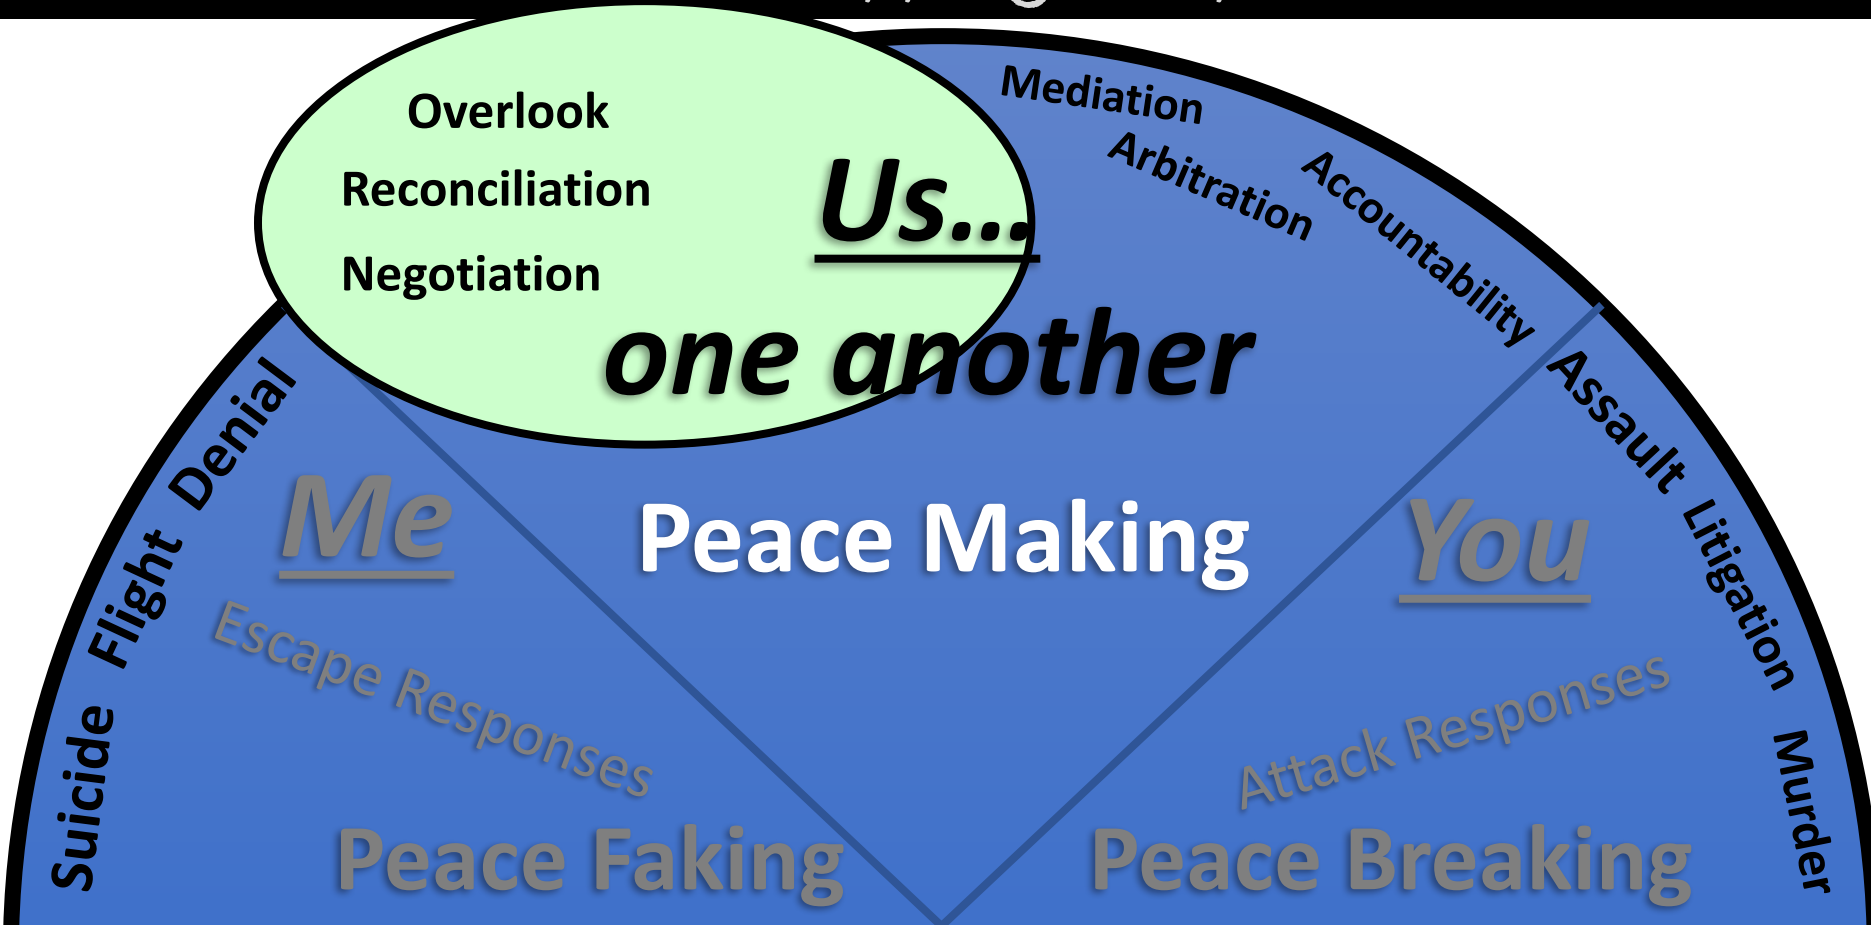 Overlook
Reconciliation
Negotiation
Us...
one another
Mediation
Arbitration
Accountability
Peace Making
Denial
Flight
Suicide
Me
Escape Responses
Peace Faking
Assault
Litigation
Murder
You
Attack Responses
Peace Breaking